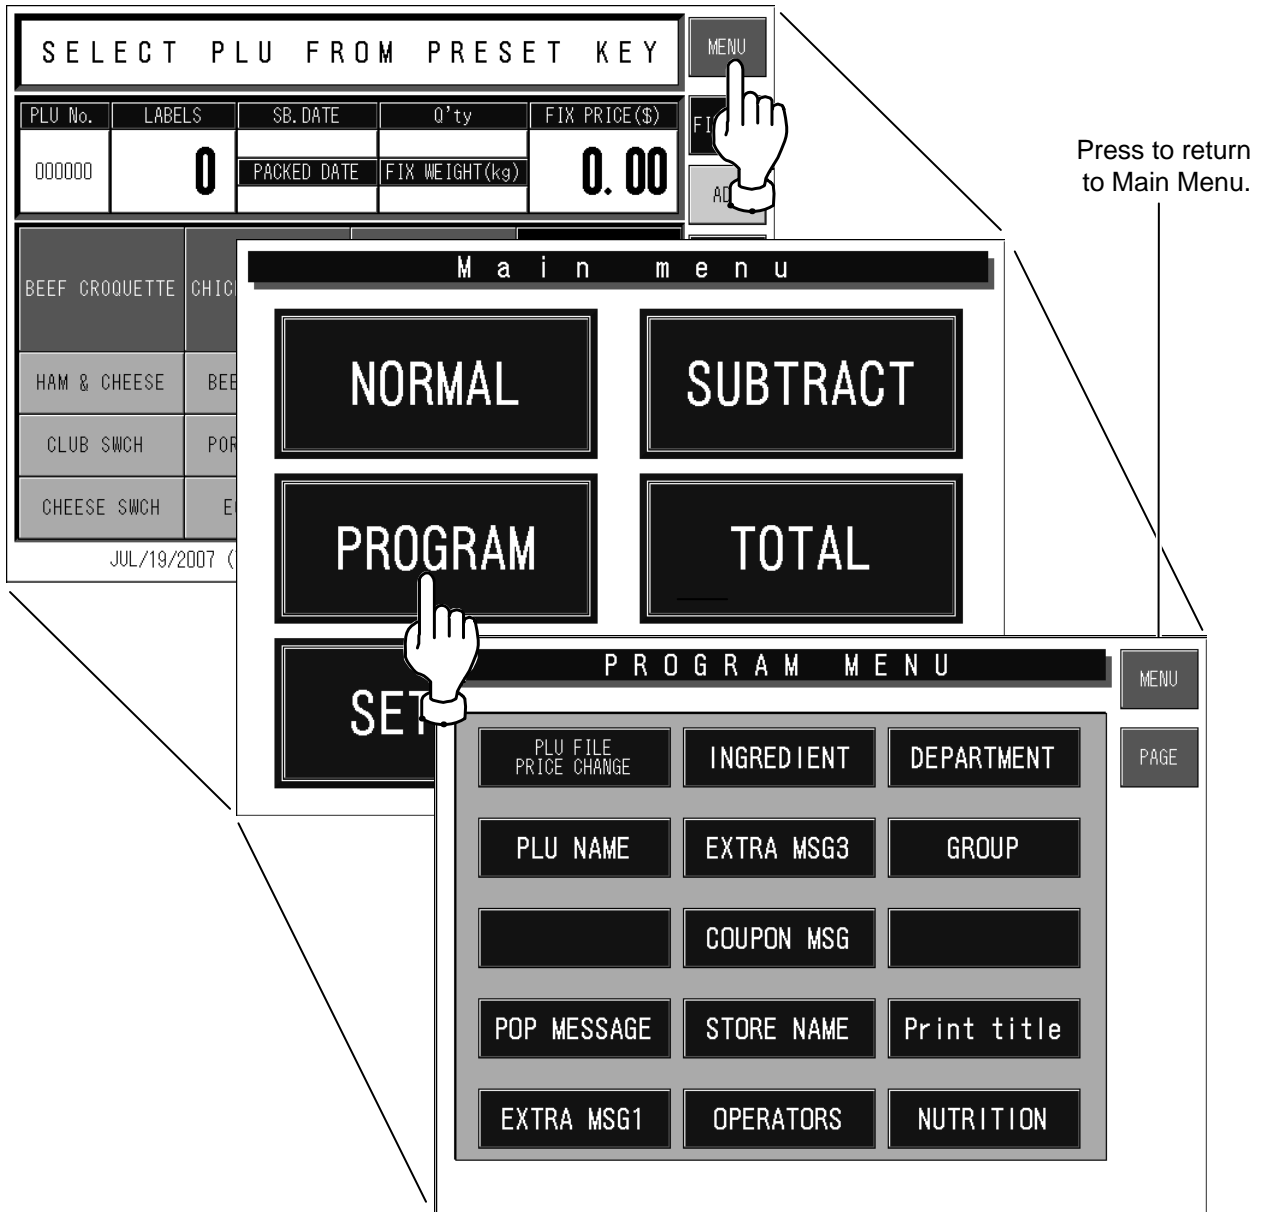 SELECT PLU FROM PRESET KEY
MENU
PLU No. LABELS SB.DATE Q'ty FIX PRICE($)
000000 0 PACKED DATE FIX WEIGHT(kg) 0.00
Press to return
to Main Menu.
BEEF CROQUETTE
HAM & CHEESE
CLUB SWCH
CHEESE SWCH
JUL/19/2007
Main menu
NORMAL SUBTRACT
PROGRAM TOTAL
PROGRAM MENU
MENU
PAGE
PLU FILE
PRICE CHANGE
INGREDIENT DEPARTMENT
PLU NAME EXTRA MSG3 GROUP
COUPON MSG
POP MESSAGE STORE NAME Print title
EXTRA MSG1 OPERATORS NUTRITION